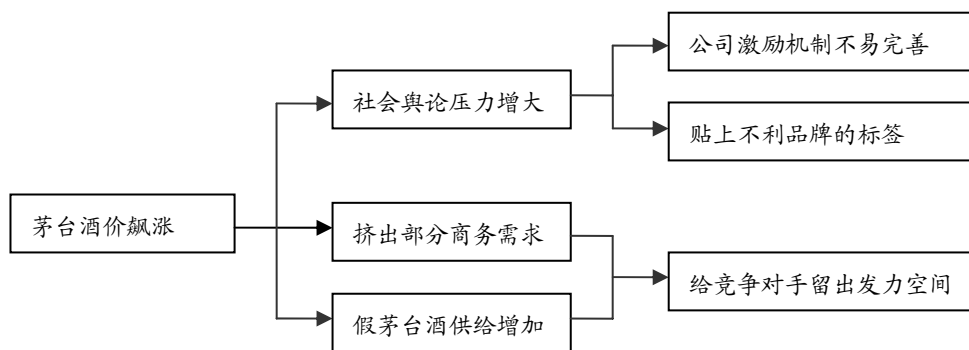 公司激励机制不易完善
社会舆论压力增大
贴上不利品牌的标签
茅台酒价飙涨
挤出部分商务需求
给竞争对手留出发力空间
假茅台酒供给增加